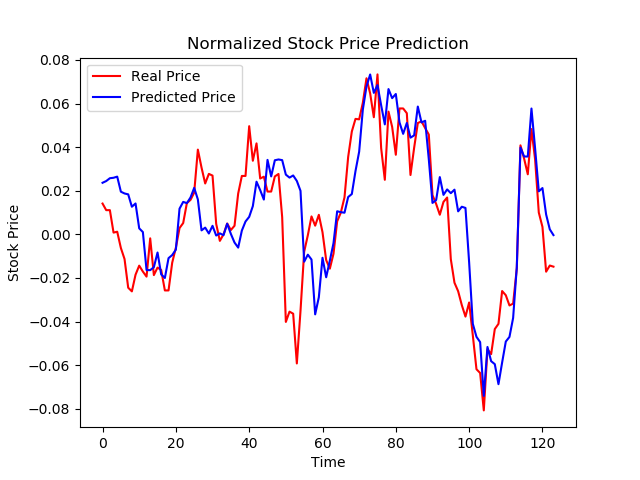 Normalized Stock Price Prediction
Real Price
Predicted Price
Stock Price
0.08
0.06
0.04
0.02
0.00
−0.02
−0.04
−0.06
−0.08
0 20 40 60 80 100 120
Time